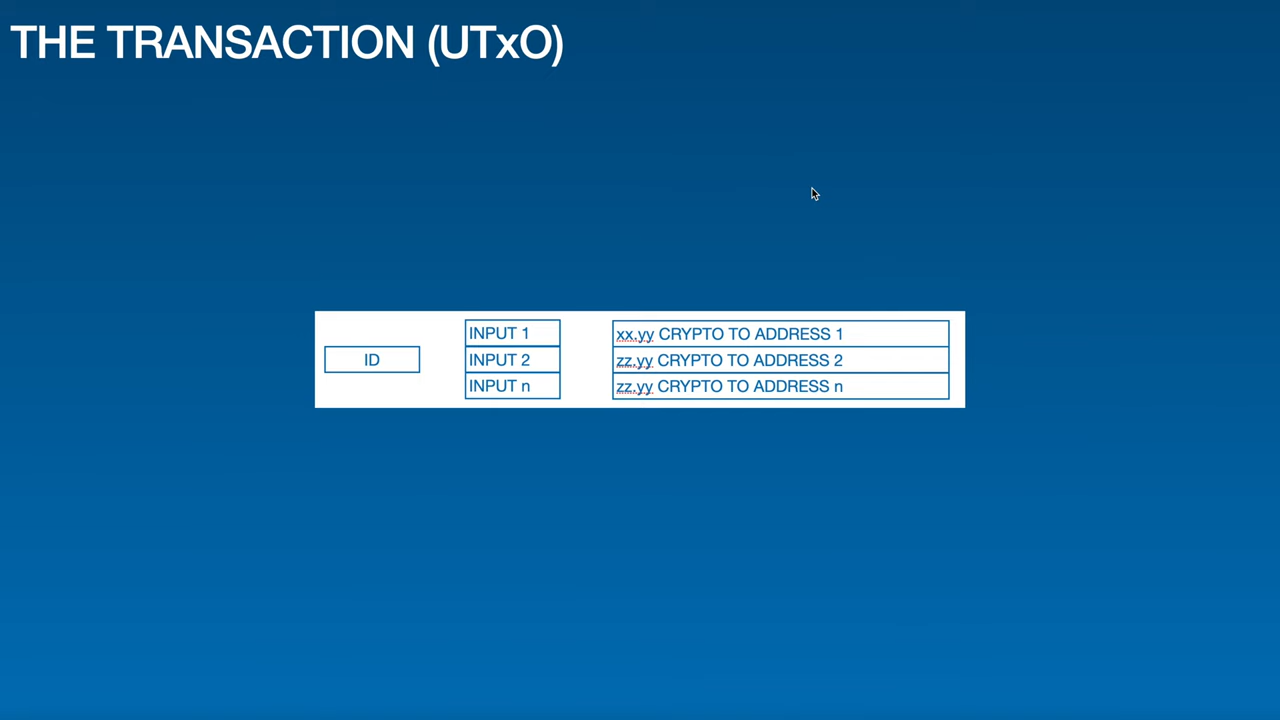 THE TRANSACTION (UTxO)
ID
INPUT 1
INPUT 2
INPUT n
xx.yy CRYPTO TO ADDRESS 1
zz.yy CRYPTO TO ADDRESS 2
zz.yy CRYPTO TO ADDRESS n